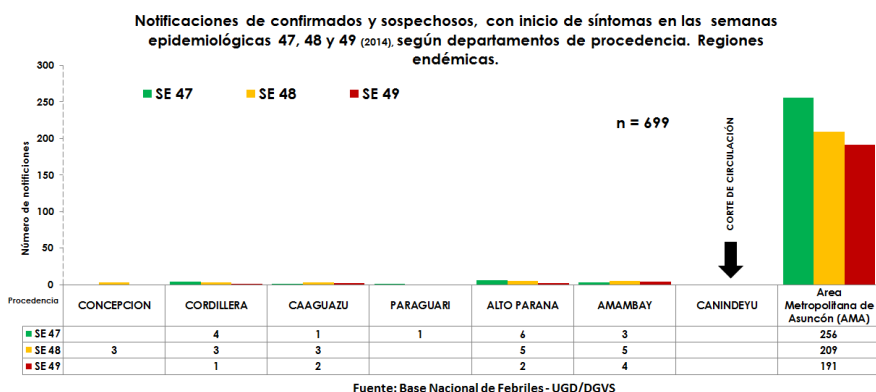 Notificaciones de confirmados y sospechosos, con inicio de síntomas en las semanas
epidemiológicas 47, 48 y 49 (2014), según departamentos de procedencia. Regiones
endémicas.
300
250
200
150
100
50
0
Número de notificiones
SE 47 SE 48 SE 49
n = 699
CORTE DE CIRCULACIÓN
Procedencia CONCEPCION CORDILLERA CAAGUAZU PARAGUARI ALTO PARANA AMAMBAY CANINDEYU Area
Metropolitana de
Asuncón (AMA)
SE 47 4 1 1 6 3 256
SE 48 3 3 3 5 5 209
SE 49 1 2 2 4 191
Fuente: Base Nacional de Febriles - UGD/DGVS